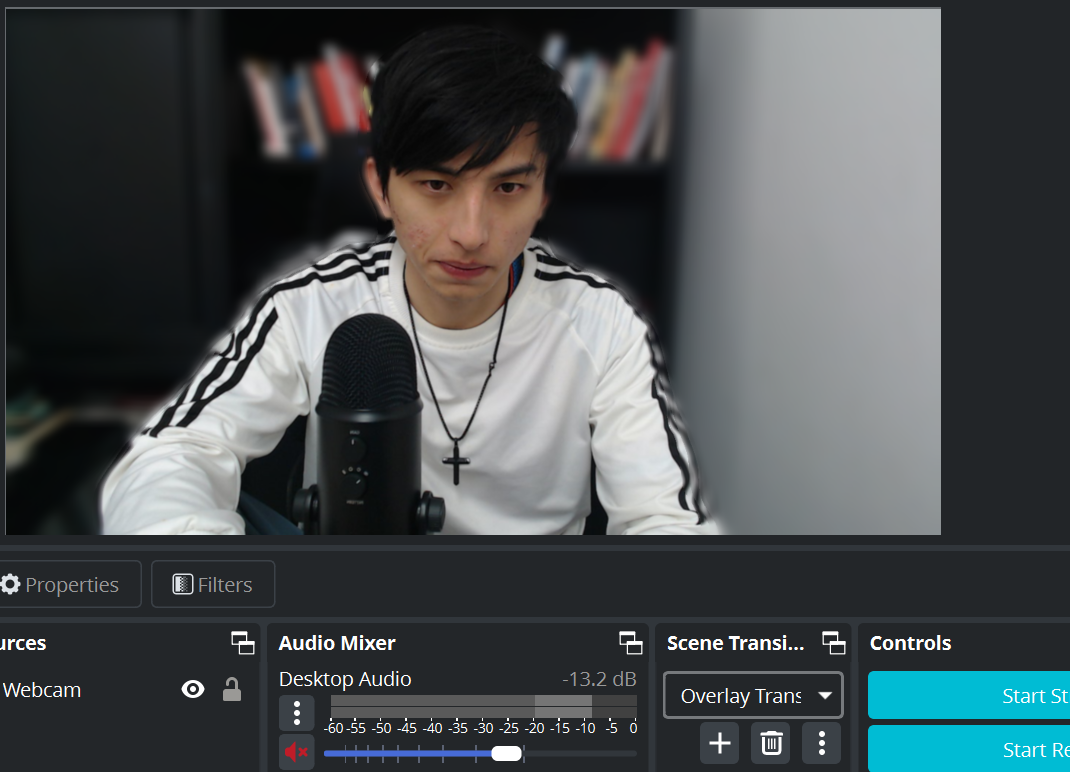 Properties
Filters
urces
Audio Mixer
Scene Transi...
Controls
Webcam
Desktop Audio
-13.2 dB
Overlay Trans
Start St
-60 -55 -50 -45 -40 -35 -30 -25 -20 -15 -10 -5 0
Start Re